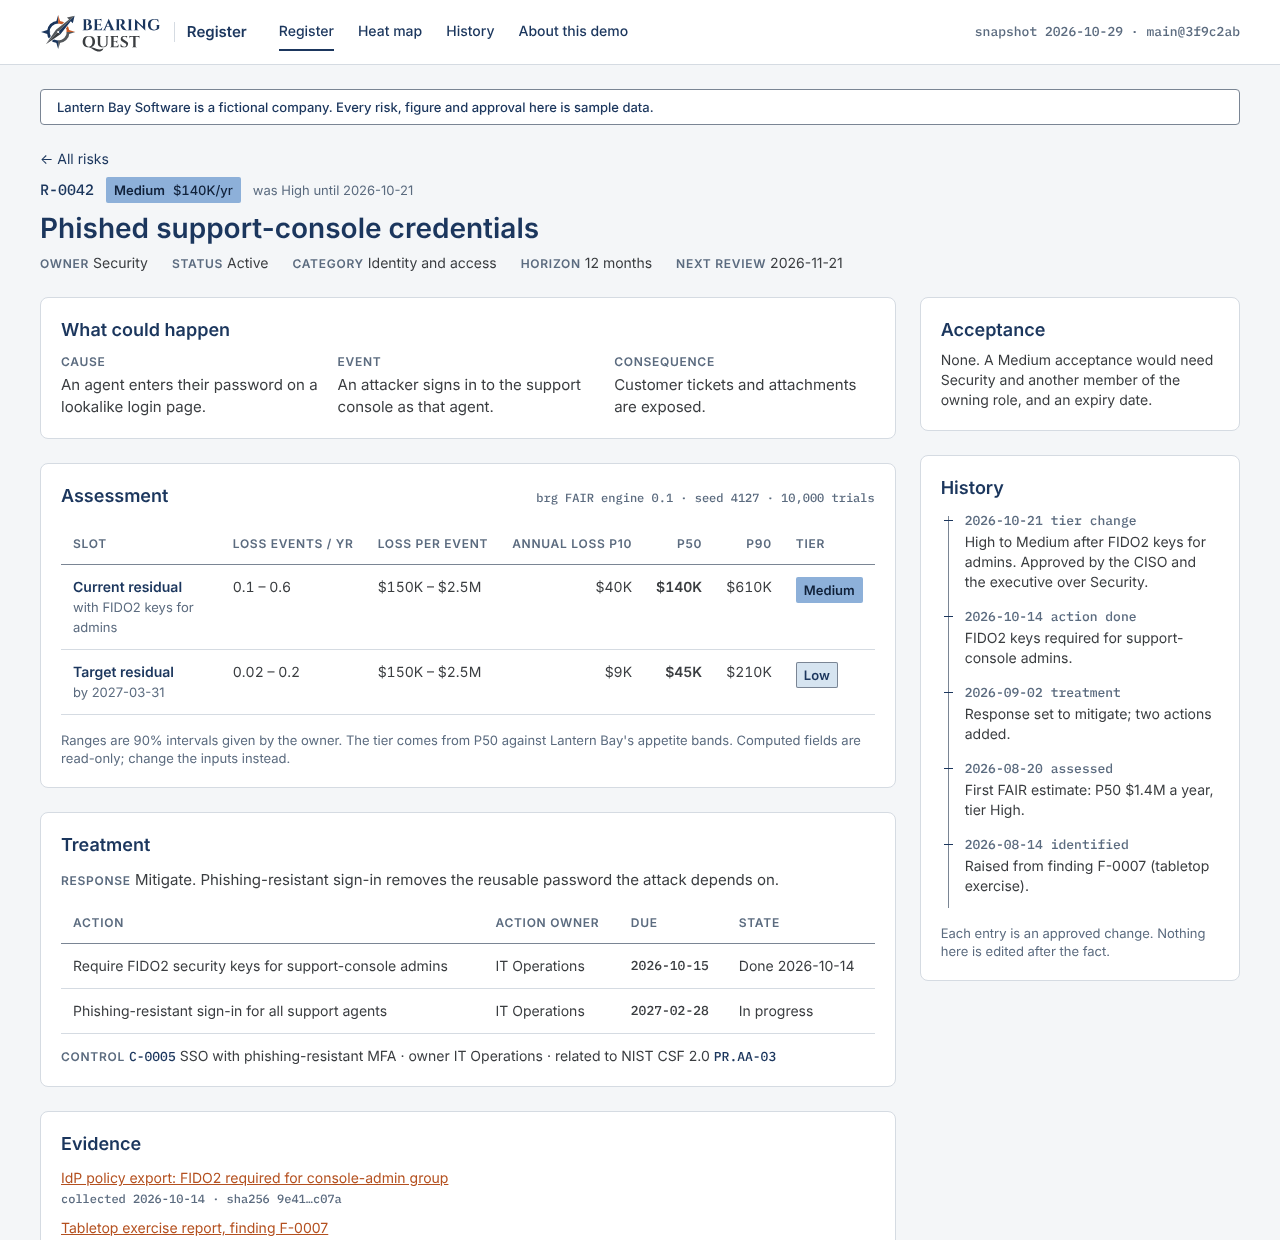 BEARING QUEST
Register
Register Heat map History About this demo
snapshot 2026-10-29 · main@3f9c2ab
Lantern Bay Software is a fictional company. Every risk, figure and approval here is sample data.
← All risks
R-0042 Medium $140K/yr was High until 2026-10-21
Phished support-console credentials
OWNER Security STATUS Active CATEGORY Identity and access HORIZON 12 months NEXT REVIEW 2026-11-21
What could happen
CAUSE
An agent enters their password on a
lookalike login page.
EVENT
An attacker signs in to the support
console as that agent.
CONSEQUENCE
Customer tickets and attachments
are exposed.
Assessment
brg FAIR engine 0.1 · seed 4127 · 10,000 trials
SLOT LOSS EVENTS / YR LOSS PER EVENT ANNUAL LOSS P10 P50 P90 TIER
Current residual 0.1 – 0.6 $150K – $2.5M $40K $140K $610K Medium
with FIDO2 keys for
admins
Target residual 0.02 – 0.2 $150K – $2.5M $9K $45K $210K Low
by 2027-03-31
Ranges are 90% intervals given by the owner. The tier comes from P50 against Lantern Bay's appetite bands. Computed fields are
read-only; change the inputs instead.
Treatment
RESPONSE Mitigate. Phishing-resistant sign-in removes the reusable password the attack depends on.
ACTION ACTION OWNER DUE STATE
Require FIDO2 security keys for support-console admins IT Operations 2026-10-15 Done 2026-10-14
Phishing-resistant sign-in for all support agents IT Operations 2027-02-28 In progress
CONTROL C-0005 SSO with phishing-resistant MFA · owner IT Operations · related to NIST CSF 2.0 PR.AA-03
Evidence
IdP policy export: FIDO2 required for console-admin group
collected 2026-10-14 · sha256 9e41…c07a
Tabletop exercise report, finding F-0007
Acceptance
None. A Medium acceptance would need
Security and another member of the
owning role, and an expiry date.
History
2026-10-21 tier change
High to Medium after FIDO2 keys for
admins. Approved by the CISO and
the executive over Security.
2026-10-14 action done
FIDO2 keys required for support-
console admins.
2026-09-02 treatment
Response set to mitigate; two actions
added.
2026-08-20 assessed
First FAIR estimate: P50 $1.4M a year,
tier High.
2026-08-14 identified
Raised from finding F-0007 (tabletop
exercise).
Each entry is an approved change. Nothing
here is edited after the fact.